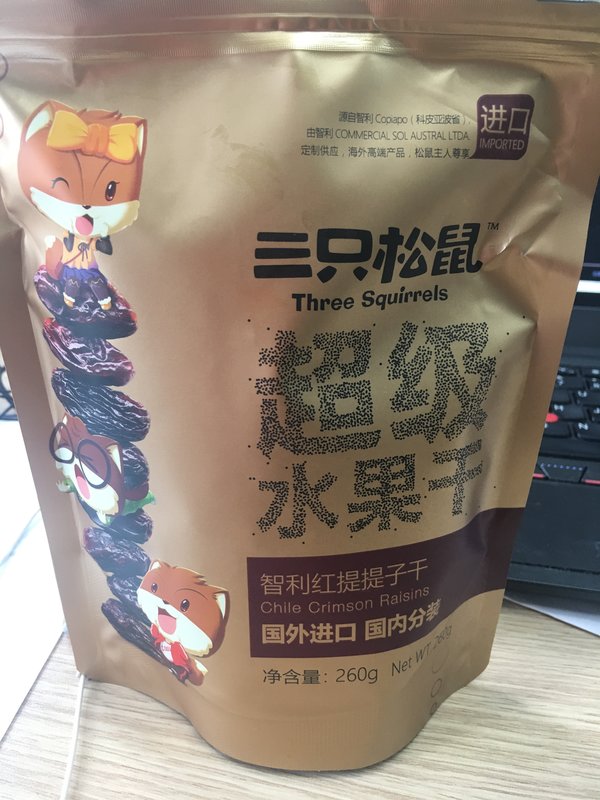 源自智利 Copiapo（科皮亚波省），
由智利 COMMERCIAL SOL AUSTRAL LTDA.
定制供应，海外高端产品，松鼠主人尊享
进口
IMPORTED
三只松鼠™
Three Squirrels
超级
水果干
智利红提提子干
Chile Crimson Raisins
国外进口 国内分装
净含量：260g Net WT.260g